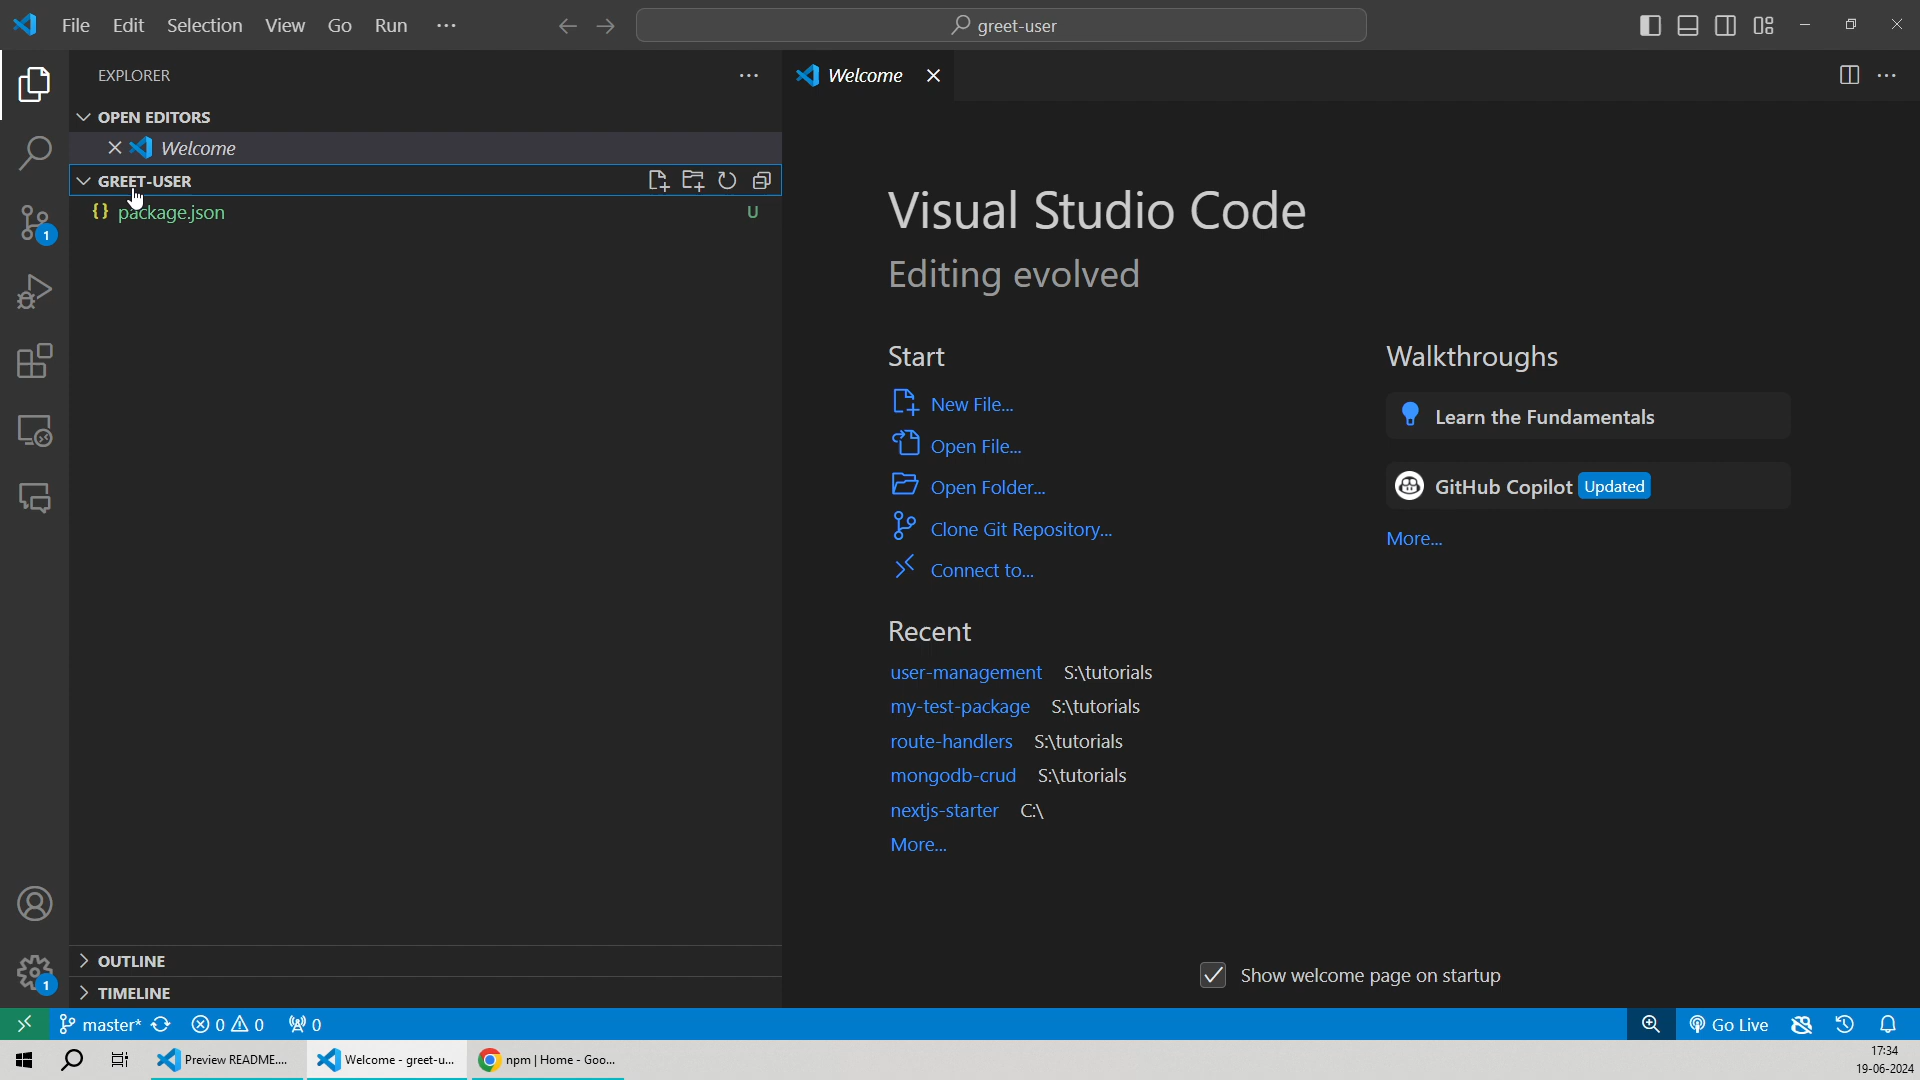 File Edit Selection View Go Run ···
greet-user
EXPLORER
···
OPEN EDITORS
Welcome
GREET-USER
{} package.json U
1
1
Welcome
···
Visual Studio Code
Editing evolved
Start
New File...
Open File...
Open Folder...
Clone Git Repository...
Connect to...
Recent
user-management S:\tutorials
my-test-package S:\tutorials
route-handlers S:\tutorials
mongodb-crud S:\tutorials
nextjs-starter C:\
More...
Walkthroughs
Learn the Fundamentals
GitHub Copilot Updated
More...
Show welcome page on startup
OUTLINE
TIMELINE
master* 0 0 0 Go Live
Preview README.... Welcome - greet-u... npm | Home - Goo...
17:34
19-06-2024